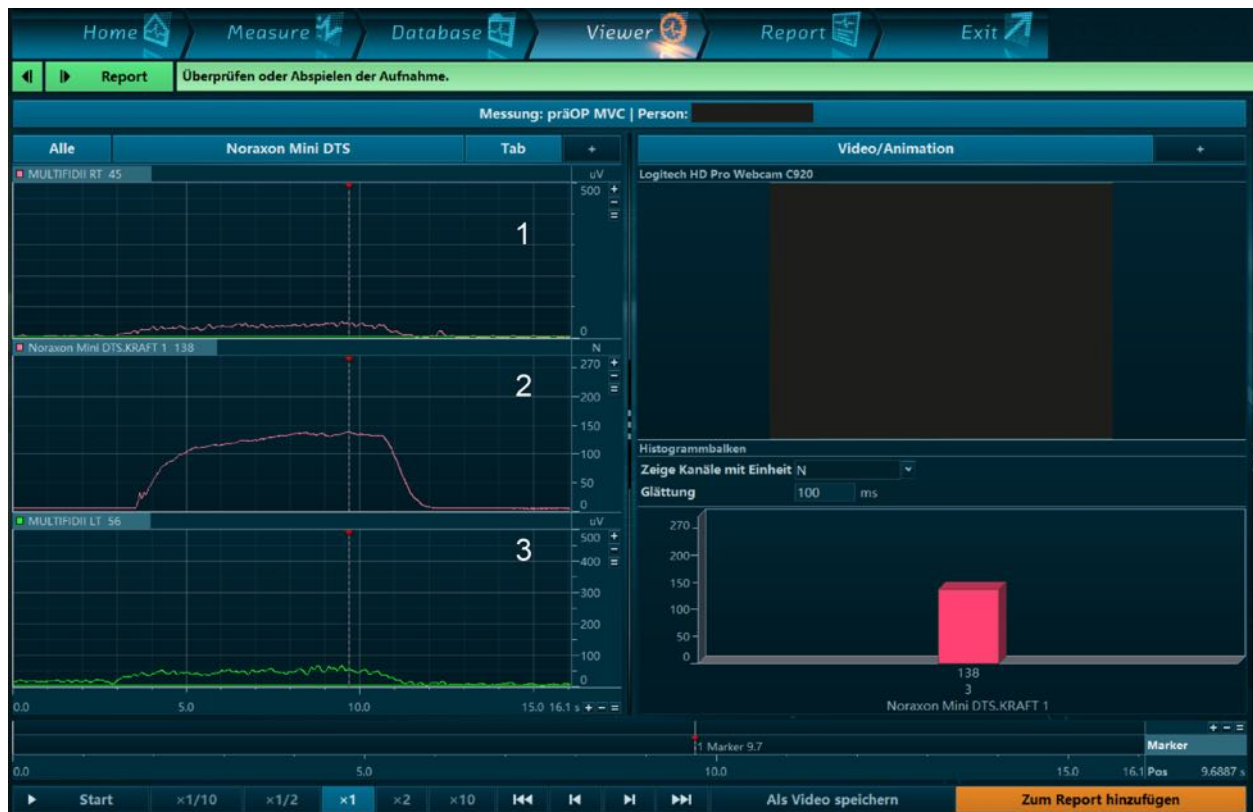 Home Measure Database Viewer Report Exit
Report Überprüfen oder Abspielen der Aufnahme.
Messung: präOP MVC | Person:
Alle Noraxon Mini DTS Tab +
MULTIFIDII RT 45 uV
500 +
-
=
1
0
Noraxon Mini DTS.KRAFT 1 138 N
270 +
-
200 =
2
150
100
50
0
MULTIFIDII LT 56 uV
500 +
-
400 =
3
300
200
100
0
0.0 5.0 10.0 15.0 16.1 s + - =
Video/Animation +
Logitech HD Pro Webcam C920
Histogrammbalken
Zeige Kanäle mit Einheit N
Glättung 100 ms
270
200
150
100
50
0
138
3
Noraxon Mini DTS.KRAFT 1
+ - =
1 Marker 9.7 Marker
0.0 5.0 10.0 15.0 16.1 Pos 9.6887 s
Start ×1/10 ×1/2 ×1 ×2 ×10 Als Video speichern Zum Report hinzufügen